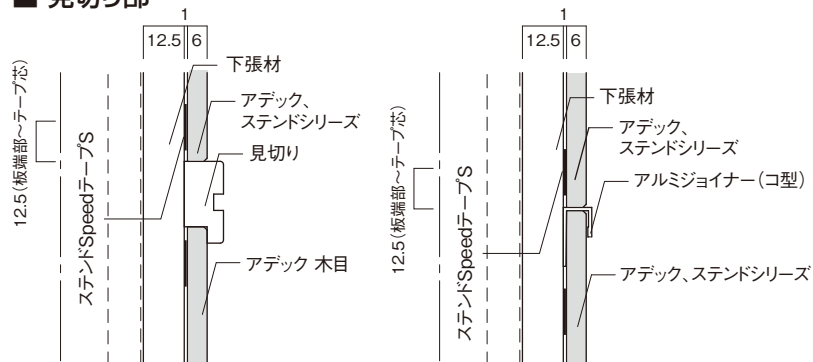 ■ 見切り部
1
12.5 6
下張材
アデック、
ステンドシリーズ
見切り
アデック 木目
12.5(板端部～テープ芯)
ステンドSpeedテープS
1
12.5 6
下張材
アデック、
ステンドシリーズ
アルミジョイナー(コ型)
アデック、ステンドシリーズ
12.5(板端部～テープ芯)
ステンドSpeedテープS